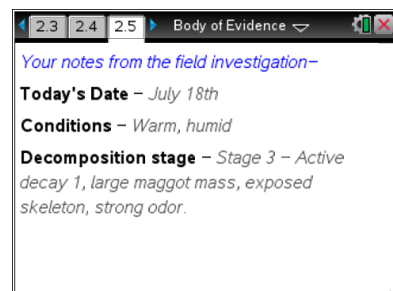 2.3 2.4 2.5 Body of Evidence
Your notes from the field investigation–
Today's Date – July 18th
Conditions – Warm, humid
Decomposition stage – Stage 3 – Active
decay 1, large maggot mass, exposed
skeleton, strong odor.